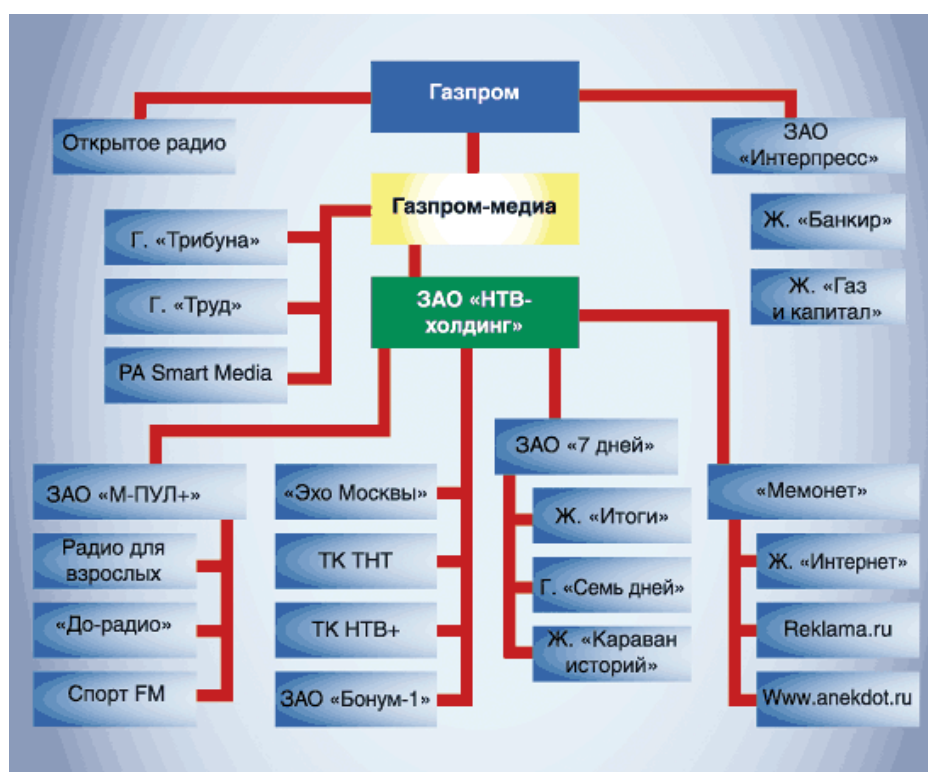 Газпром
Открытое радио
ЗАО
«Интерпресс»
Газпром-медиа
Г. «Трибуна»
Ж. «Банкир»
Г. «Труд»
ЗАО «НТВ-
холдинг»
Ж. «Газ
и капитал»
РА Smart Media
ЗАО «7 дней»
ЗАО «М-ПУЛ+»
«Эхо Москвы»
«Мемонет»
Ж. «Итоги»
Радио для
взрослых
ТК ТНТ
Ж. «Интернет»
Г. «Семь дней»
«До-радио»
ТК НТВ+
Reklama.ru
Ж. «Караван
историй»
Спорт FM
ЗАО «Бонум-1»
Www.anekdot.ru